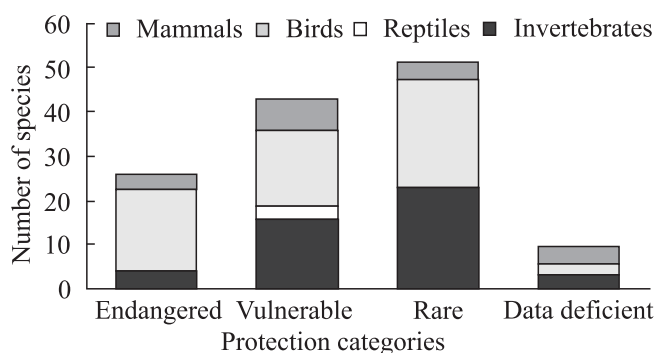 60
Mammals Birds Reptiles Invertebrates
50
40
30
20
10
0
Number of species
Endangered Vulnerable Rare Data deficient
Protection categories